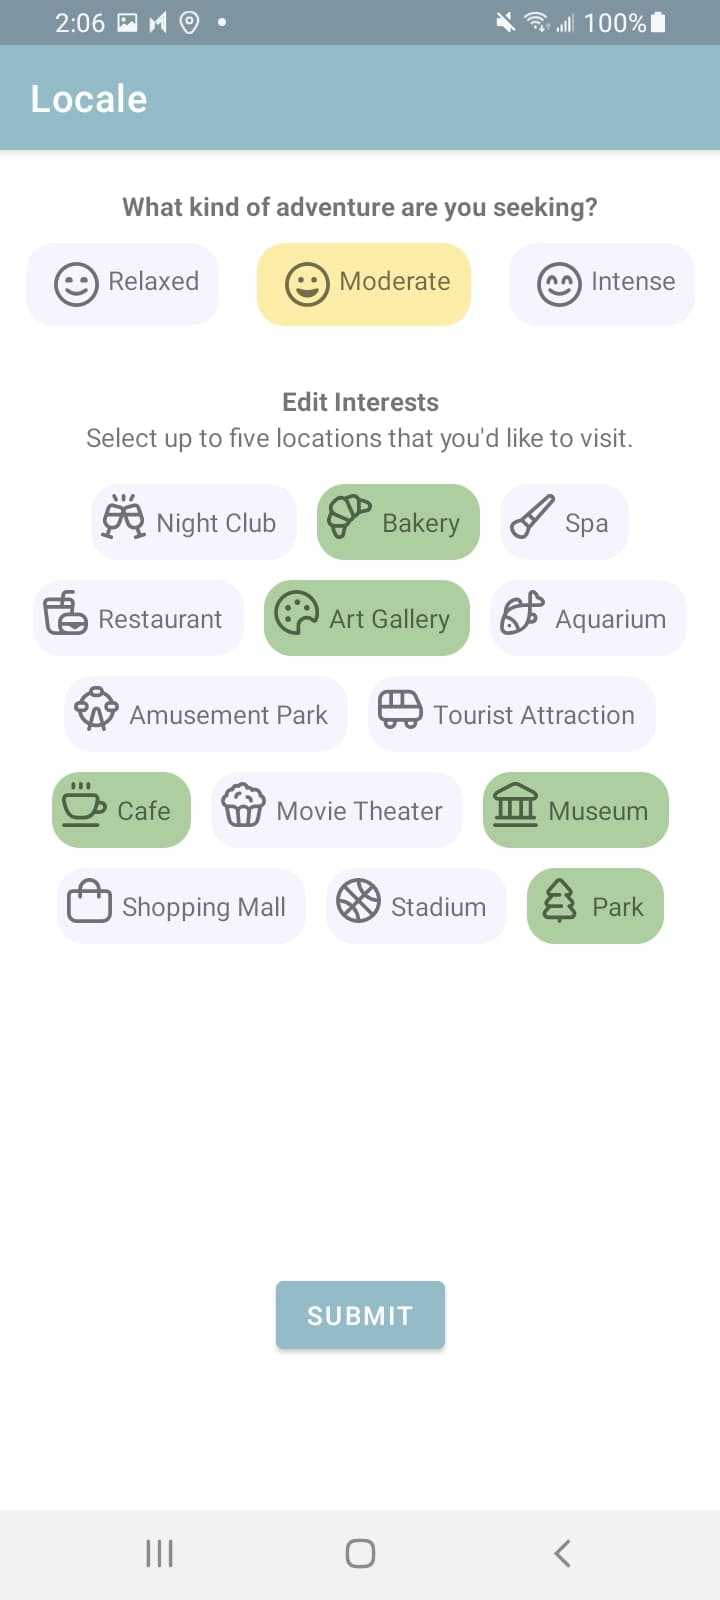 2:06 100%
Locale
What kind of adventure are you seeking?
Relaxed Moderate Intense
Edit Interests
Select up to five locations that you'd like to visit.
Night Club Bakery Spa
Restaurant Art Gallery Aquarium
Amusement Park Tourist Attraction
Cafe Movie Theater Museum
Shopping Mall Stadium Park
SUBMIT